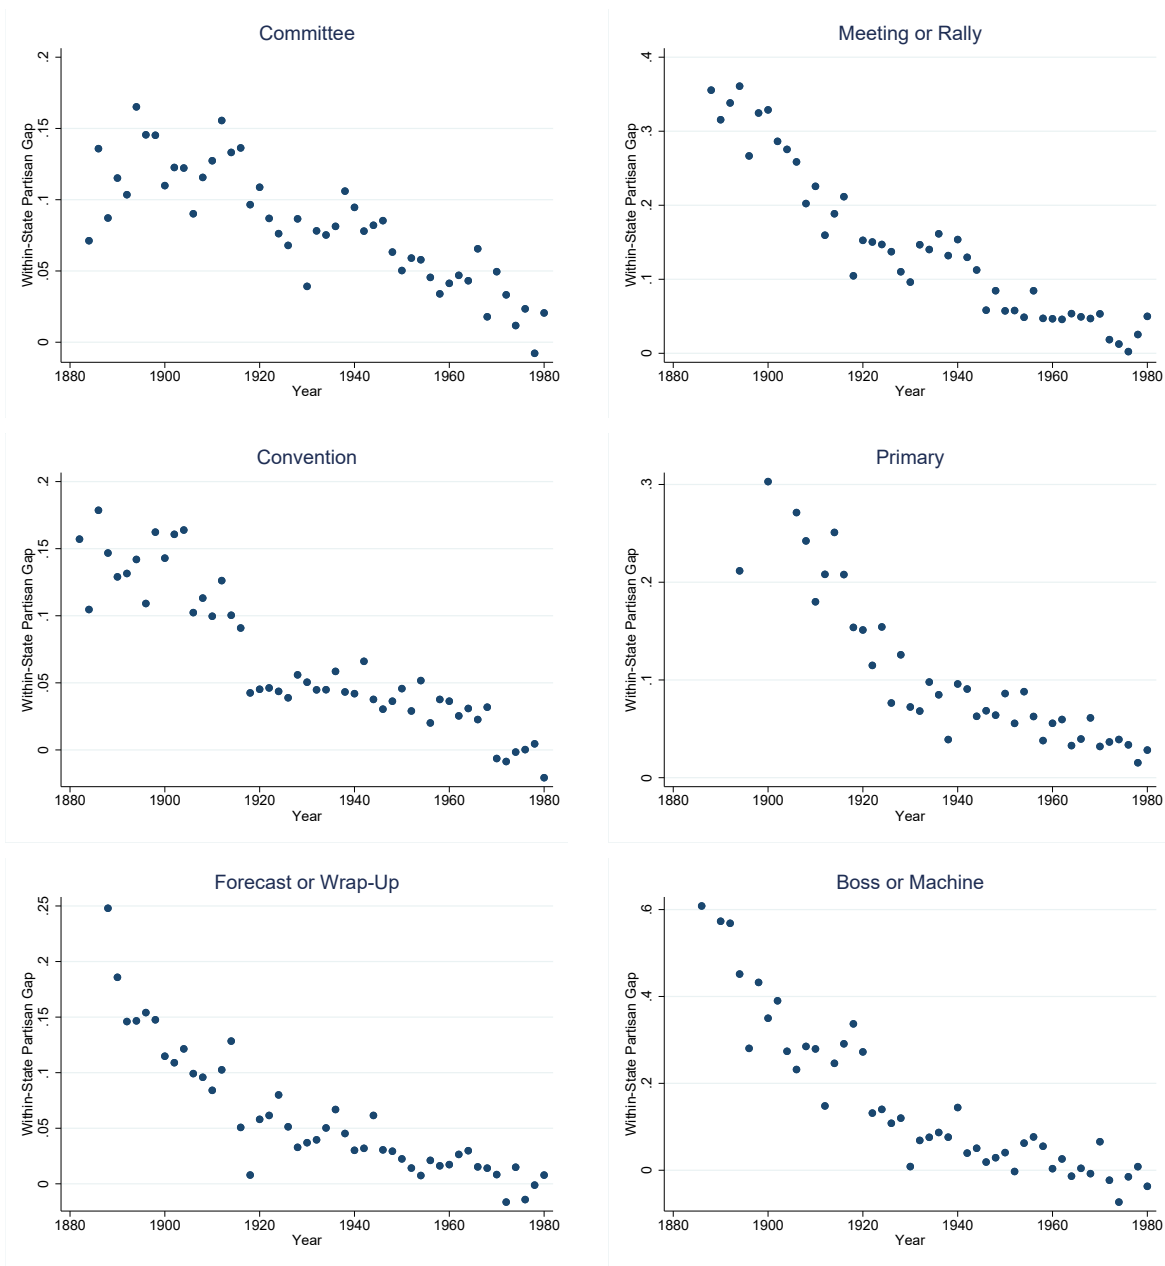 Committee
Within-State Partisan Gap
.2
.15
.1
.05
0
1880 1900 1920 1940 1960 1980
Year
Meeting or Rally
Within-State Partisan Gap
.4
.3
.2
.1
0
1880 1900 1920 1940 1960 1980
Year
Convention
Within-State Partisan Gap
.2
.15
.1
.05
0
1880 1900 1920 1940 1960 1980
Year
Primary
Within-State Partisan Gap
.3
.2
.1
0
1880 1900 1920 1940 1960 1980
Year
Forecast or Wrap-Up
Within-State Partisan Gap
.25
.2
.15
.1
.05
0
1880 1900 1920 1940 1960 1980
Year
Boss or Machine
Within-State Partisan Gap
.6
.4
.2
0
1880 1900 1920 1940 1960 1980
Year